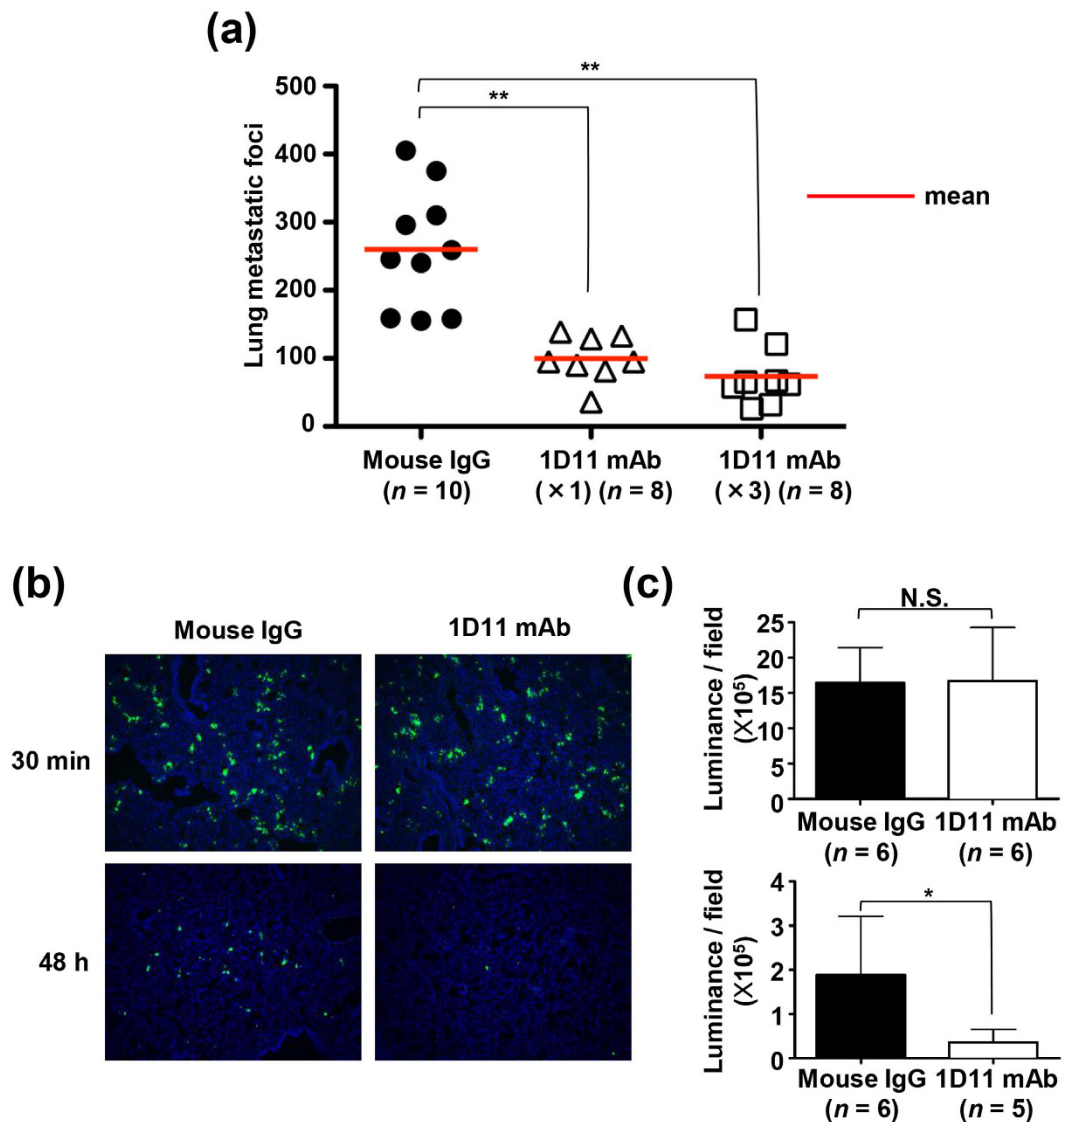 (a)
**
**
500
400
300
200
100
0
Lung metastatic foci
mean
Mouse IgG
(n = 10)
1D11 mAb
(×1) (n = 8)
1D11 mAb
(×3) (n = 8)
(b)
Mouse IgG
1D11 mAb
30 min
48 h
(c)
N.S.
25
20
15
10
5
0
Luminance / field
(X10⁵)
Mouse IgG
(n = 6)
1D11 mAb
(n = 6)
*
4
3
2
1
0
Luminance / field
(X10⁵)
Mouse IgG
(n = 6)
1D11 mAb
(n = 5)